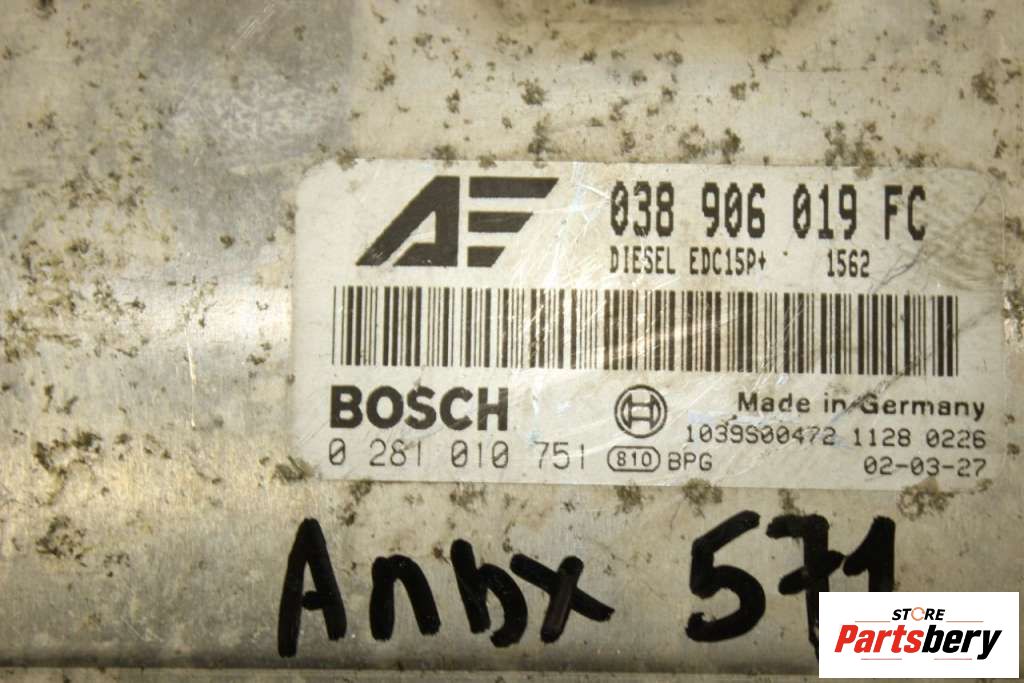 AE 038 906 019 FC
DIESEL EDC15P+ 1562
BOSCH Made in Germany
1039S00472 1128 0226
0 281 010 751 810 BPG 02-03-27
Anbx 571
STORE
Partsbery